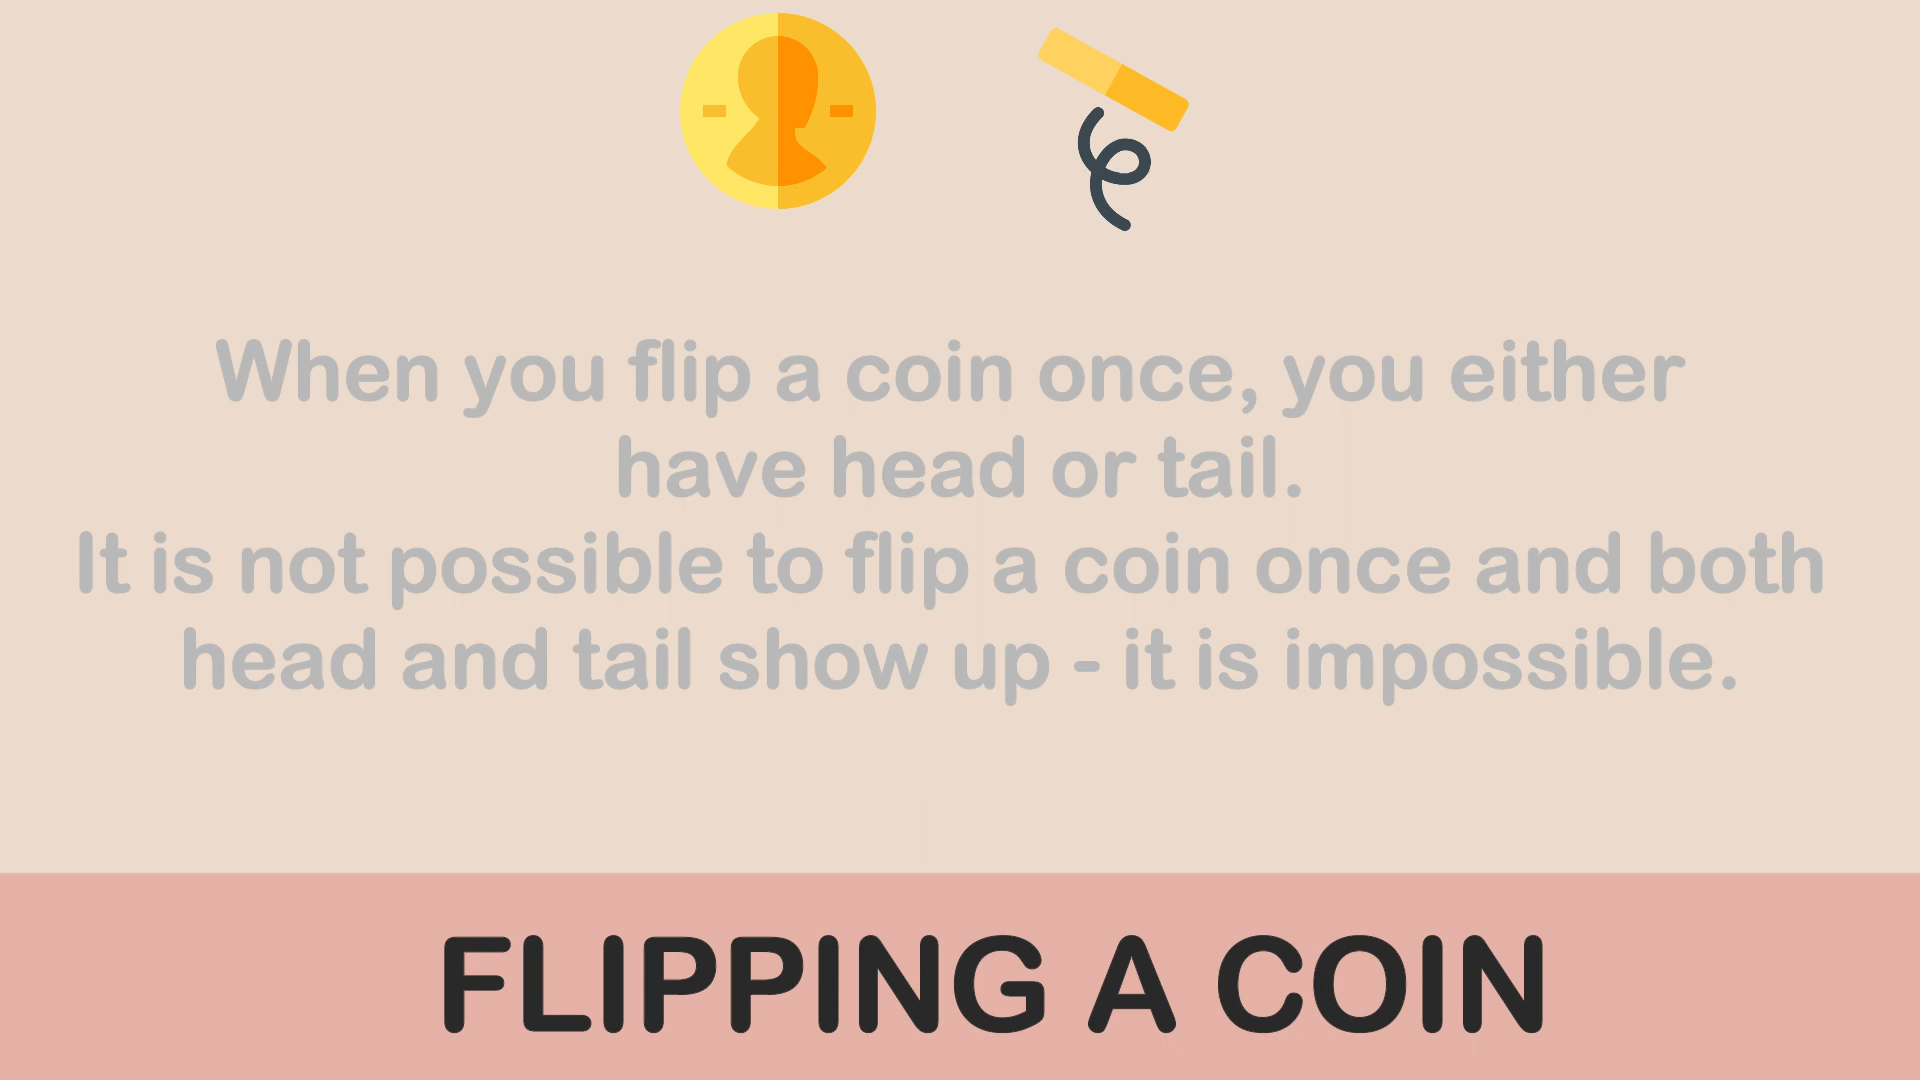 When you flip a coin once, you either
have head or tail.
It is not possible to flip a coin once and both
head and tail show up - it is impossible.
FLIPPING A COIN